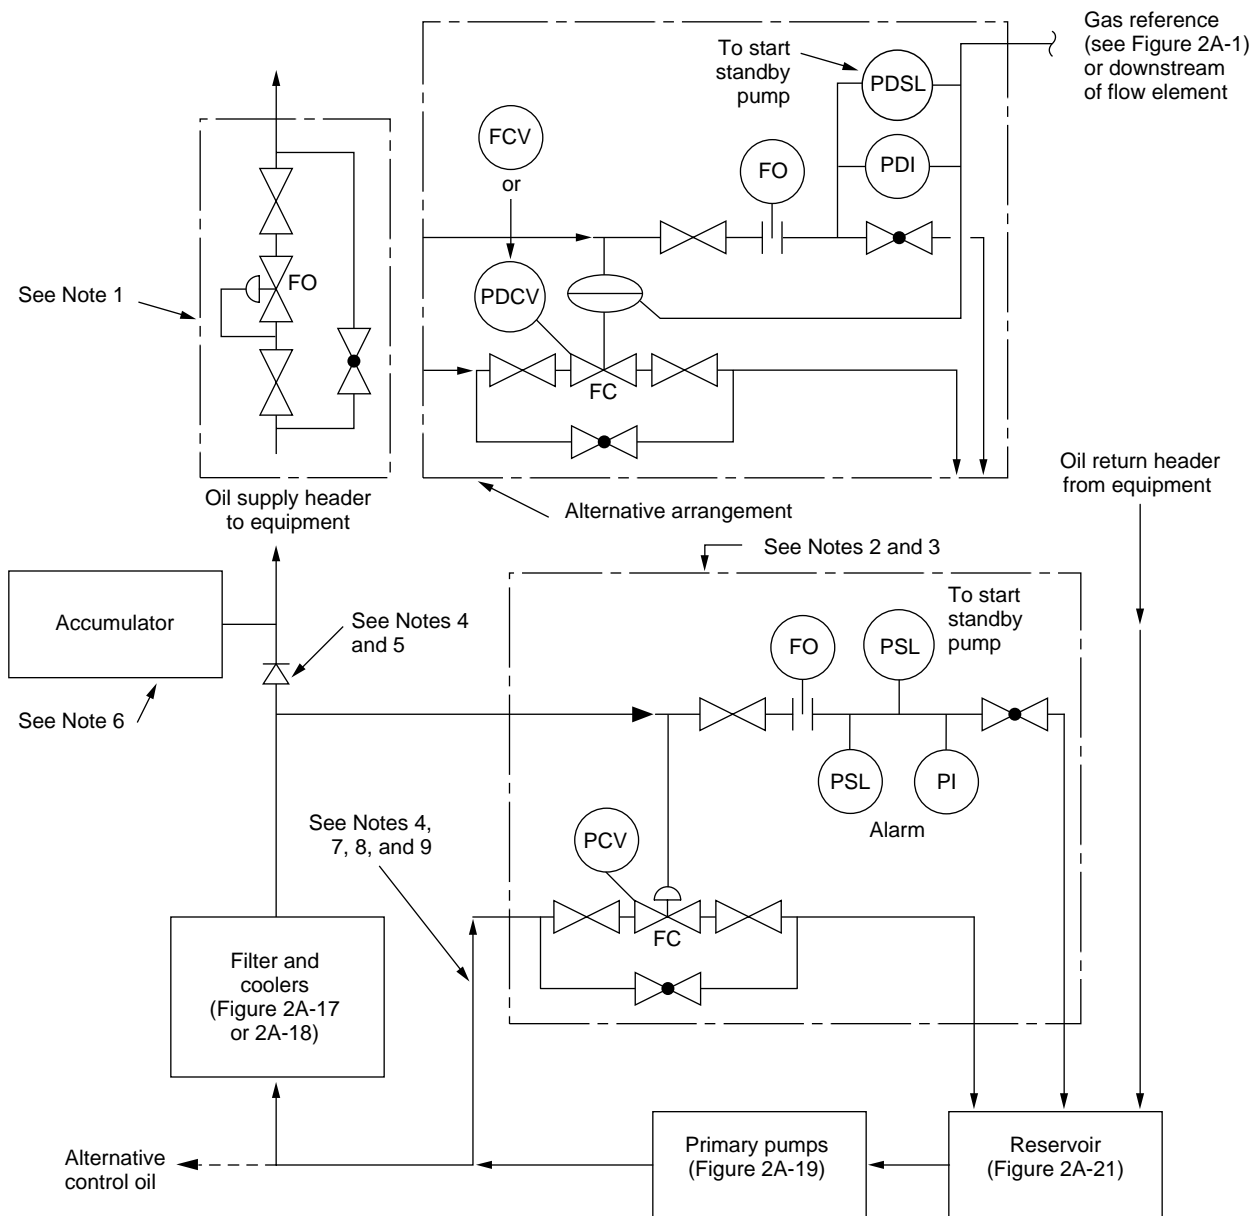 Gas reference
(see Figure 2A-1)
or downstream
of flow element
To start
standby
pump
PDSL
FCV
or
FO
PDI
PDCV
FC
FO
See Note 1
Alternative arrangement
Oil supply header
to equipment
Oil return header
from equipment
See Notes 2 and 3
Accumulator
See Notes 4
and 5
See Note 6
To start
standby
pump
FO
PSL
PSL
PI
Alarm
See Notes 4,
7, 8, and 9
PCV
FC
Filter and
coolers
(Figure 2A-17
or 2A-18)
Alternative
control oil
Primary pumps
(Figure 2A-19)
Reservoir
(Figure 2A-21)